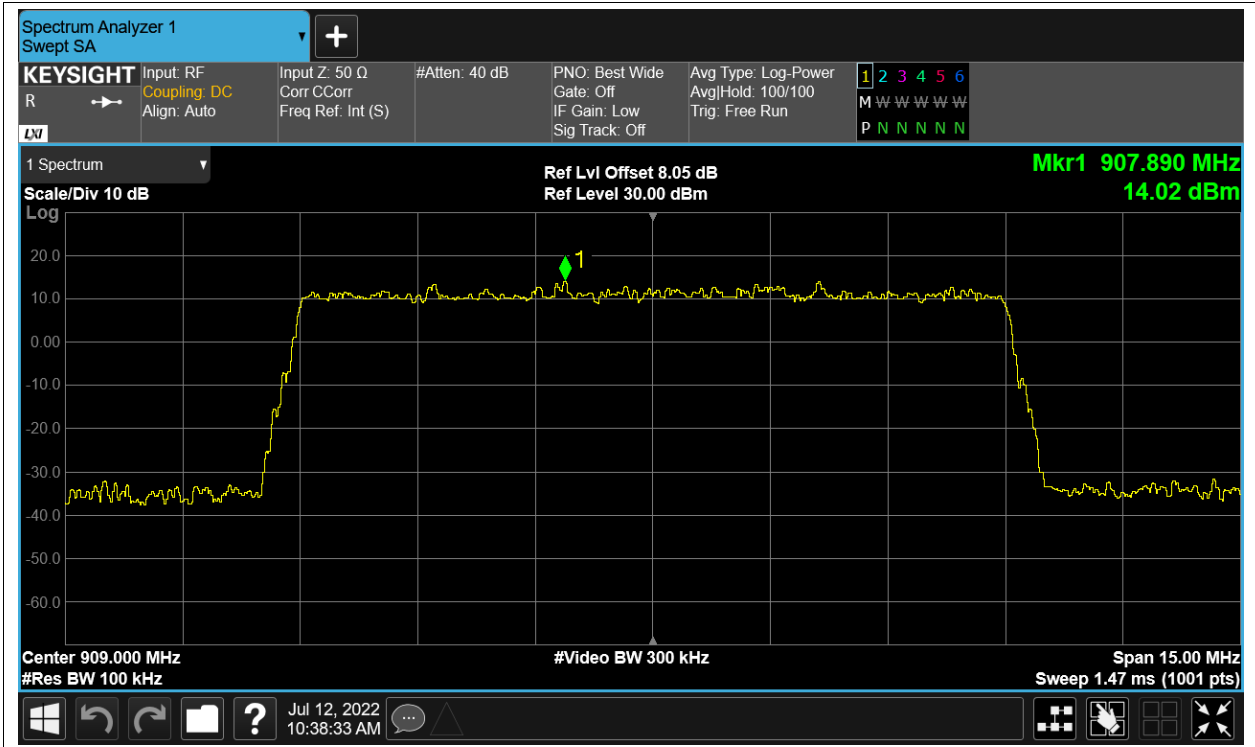 Spectrum Analyzer 1
Swept SA
+
KEYSIGHT
R
LXI
Input: RF
Coupling: DC
Align: Auto
Input Z: 50 Ω
Corr CCorr
Freq Ref: Int (S)
#Atten: 40 dB
PNO: Best Wide
Gate: Off
IF Gain: Low
Sig Track: Off
Avg Type: Log-Power
Avg|Hold: 100/100
Trig: Free Run
1 2 3 4 5 6
M W W W W W
P N N N N N
1 Spectrum
Scale/Div 10 dB
Log
Ref Lvl Offset 8.05 dB
Ref Level 30.00 dBm
Mkr1 907.890 MHz
14.02 dBm
1
20.0
10.0
0.00
-10.0
-20.0
-30.0
-40.0
-50.0
-60.0
Center 909.000 MHz
#Res BW 100 kHz
#Video BW 300 kHz
Span 15.00 MHz
Sweep 1.47 ms (1001 pts)
?
Jul 12, 2022
10:38:33 AM